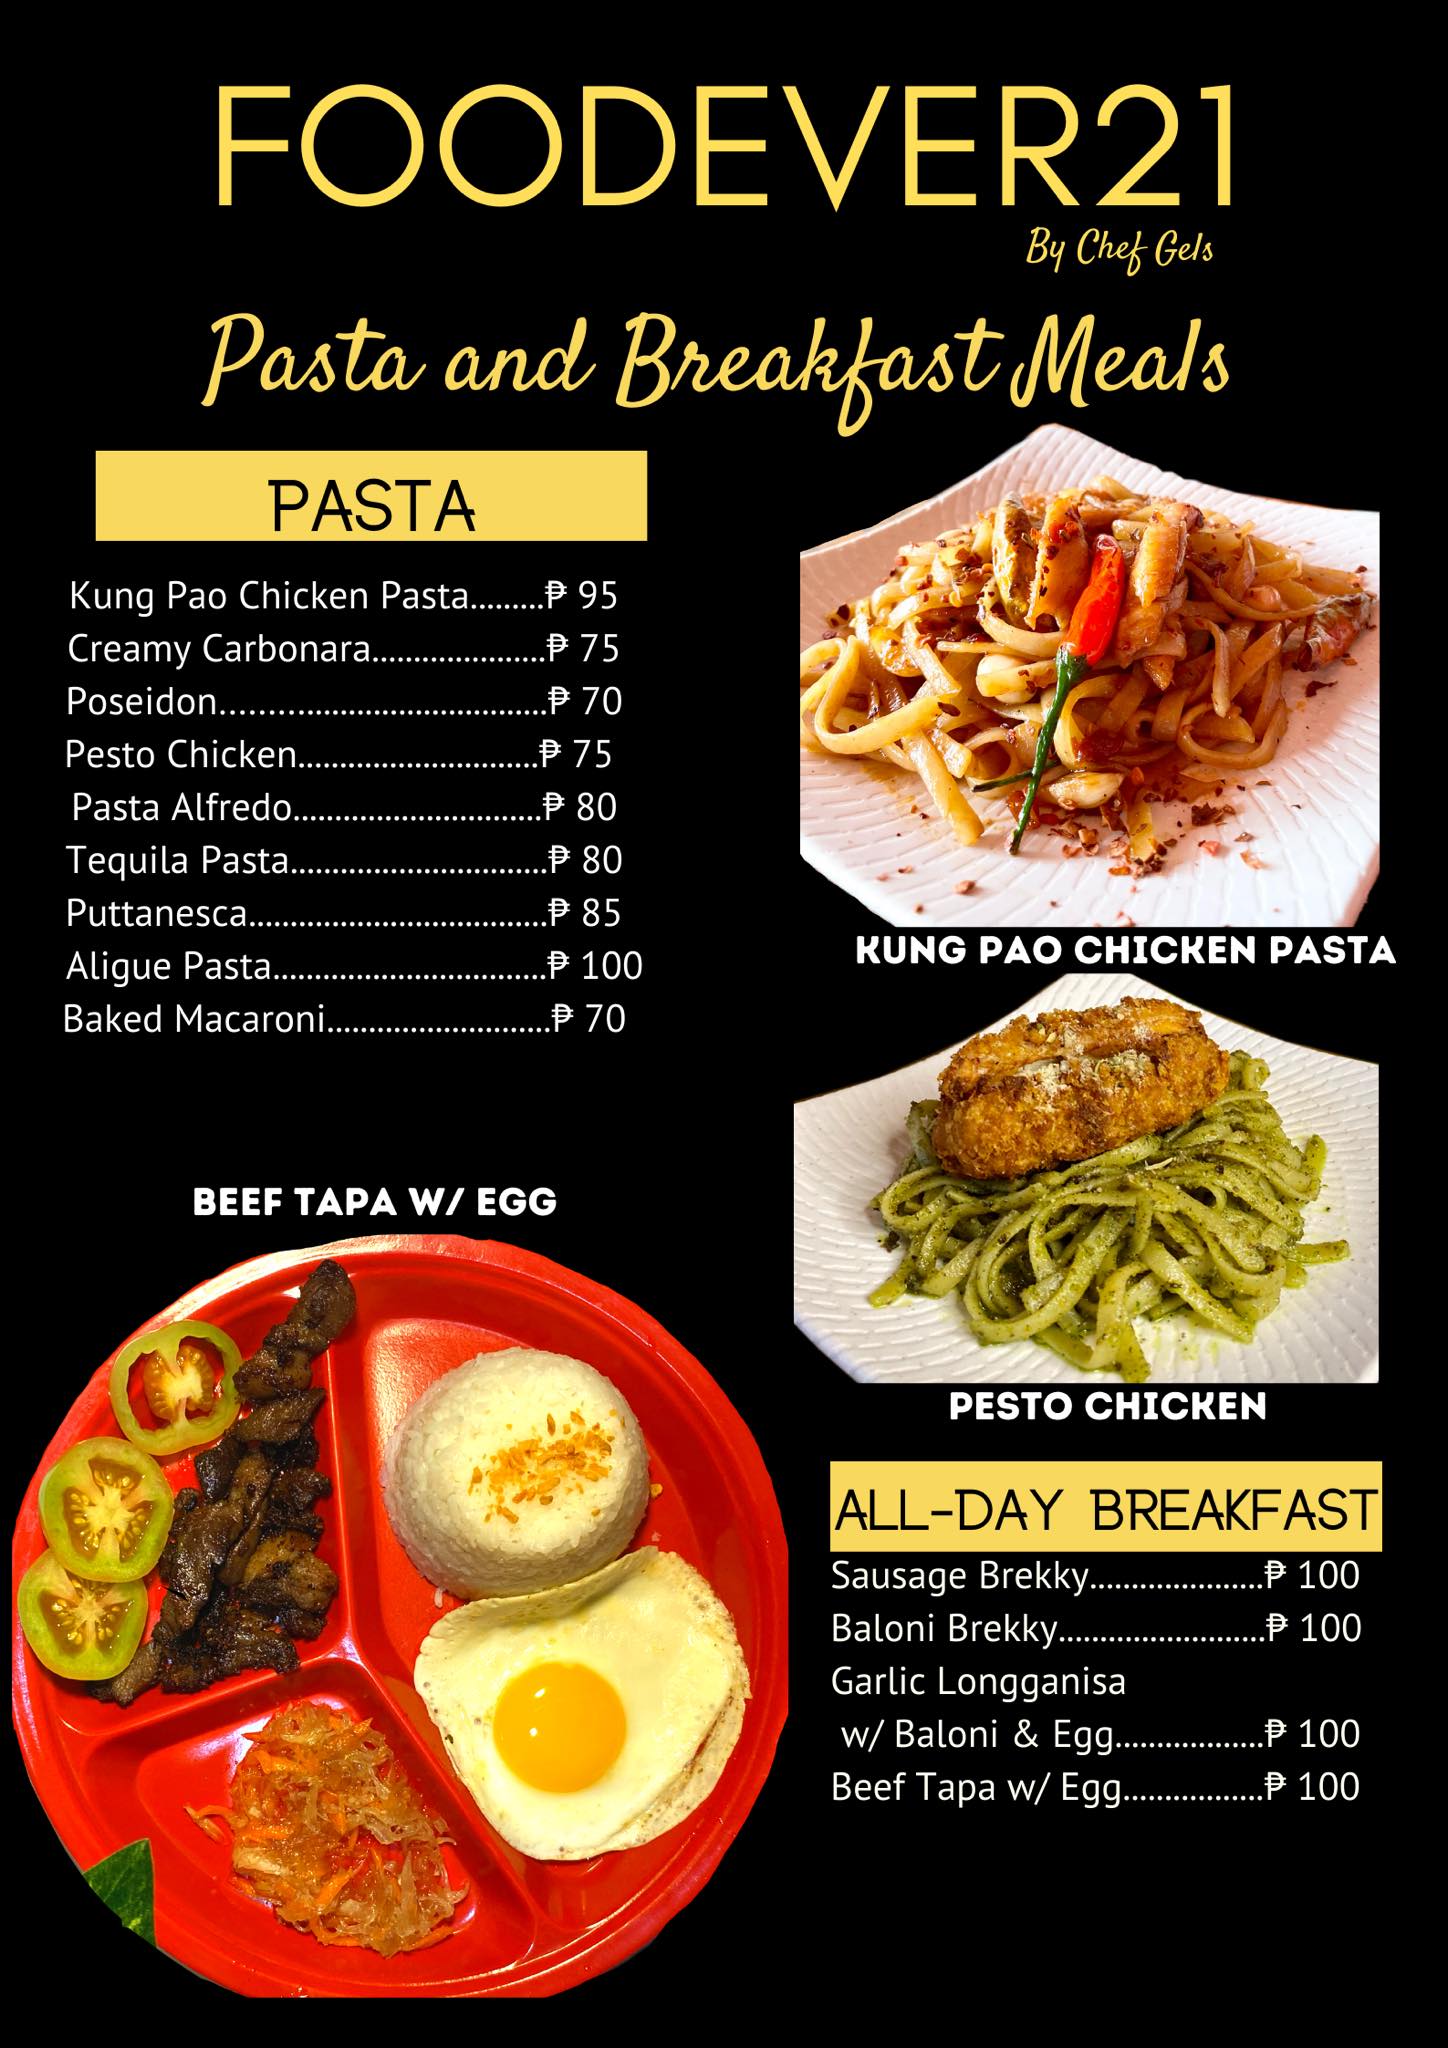 FOODEVER21
By Chef Gels
Pasta and Breakfast Meals
PASTA
Kung Pao Chicken Pasta.........₱ 95
Creamy Carbonara.....................₱ 75
Poseidon.......................................₱ 70
Pesto Chicken.............................₱ 75
Pasta Alfredo..............................₱ 80
Tequila Pasta...............................₱ 80
Puttanesca....................................₱ 85
Aligue Pasta.................................₱ 100
Baked Macaroni...........................₱ 70
KUNG PAO CHICKEN PASTA
PESTO CHICKEN
BEEF TAPA W/ EGG
ALL-DAY BREAKFAST
Sausage Brekky.....................₱ 100
Baloni Brekky.........................₱ 100
Garlic Longganisa
w/ Baloni & Egg..................₱ 100
Beef Tapa w/ Egg.................₱ 100